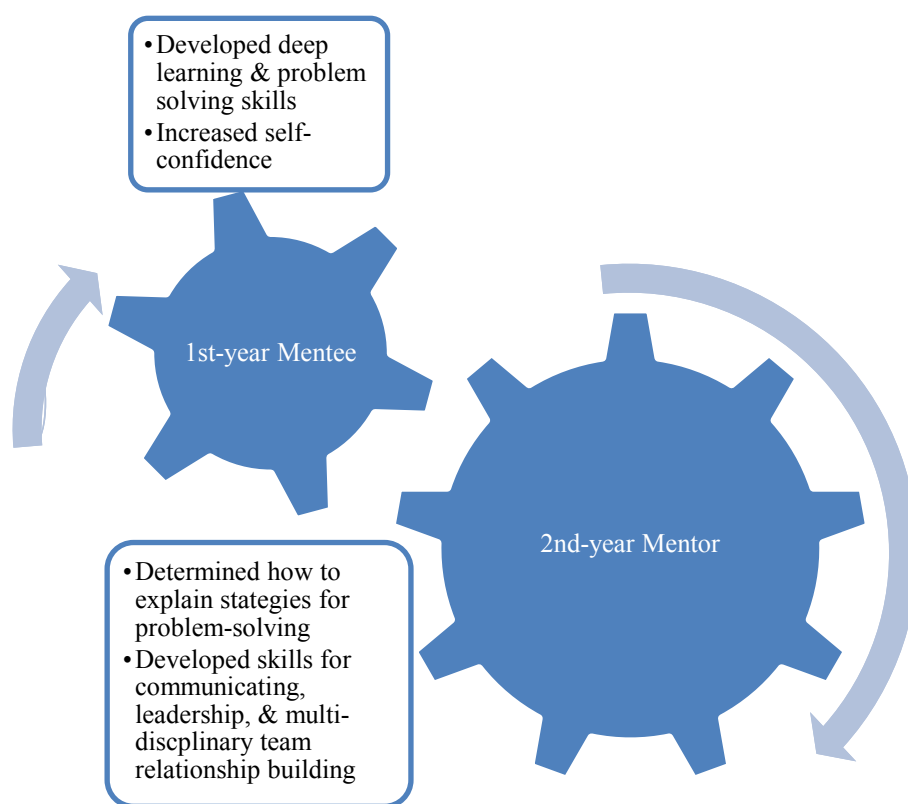 •Developed deep
learning & problem
solving skills
•Increased self-
confidence
1st-year Mentee
2nd-year Mentor
•Determined how to
explain stategies for
problem-solving
•Developed skills for
communicating,
leadership, & multi-
discplinary team
relationship building